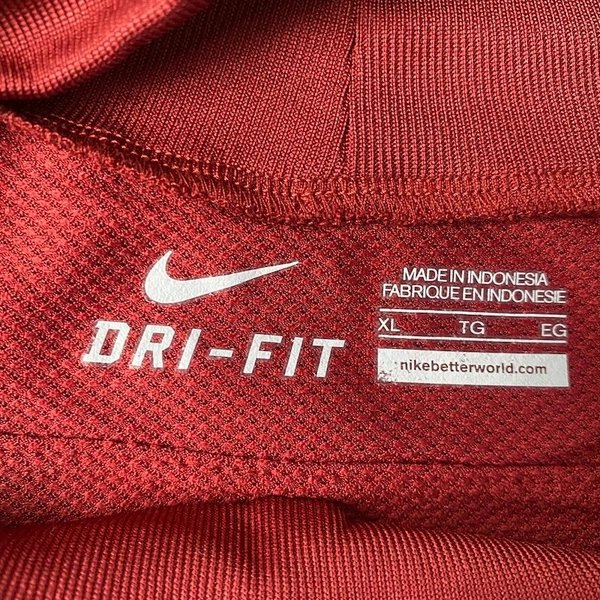 DRI-FIT
MADE IN INDONESIA
FABRIQUE EN INDONESIE
XL TG EG
nikebetterworld.com